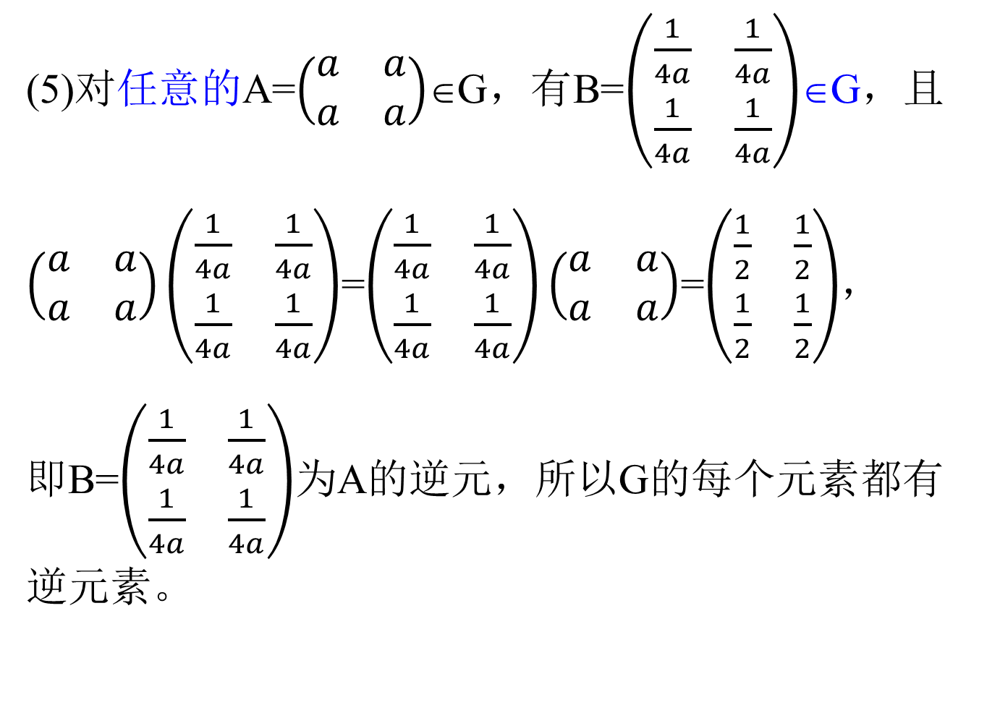 (5)对任意的A=$\begin{pmatrix} a & a \\ a & a \end{pmatrix}$∈G，有B=$\begin{pmatrix} \frac{1}{4a} & \frac{1}{4a} \\ \frac{1}{4a} & \frac{1}{4a} \end{pmatrix}$∈G，且
$\begin{pmatrix} a & a \\ a & a \end{pmatrix}\begin{pmatrix} \frac{1}{4a} & \frac{1}{4a} \\ \frac{1}{4a} & \frac{1}{4a} \end{pmatrix}$=$\begin{pmatrix} \frac{1}{4a} & \frac{1}{4a} \\ \frac{1}{4a} & \frac{1}{4a} \end{pmatrix}\begin{pmatrix} a & a \\ a & a \end{pmatrix}$=$\begin{pmatrix} \frac{1}{2} & \frac{1}{2} \\ \frac{1}{2} & \frac{1}{2} \end{pmatrix}$，
即B=$\begin{pmatrix} \frac{1}{4a} & \frac{1}{4a} \\ \frac{1}{4a} & \frac{1}{4a} \end{pmatrix}$为A的逆元，所以G的每个元素都有
逆元素。